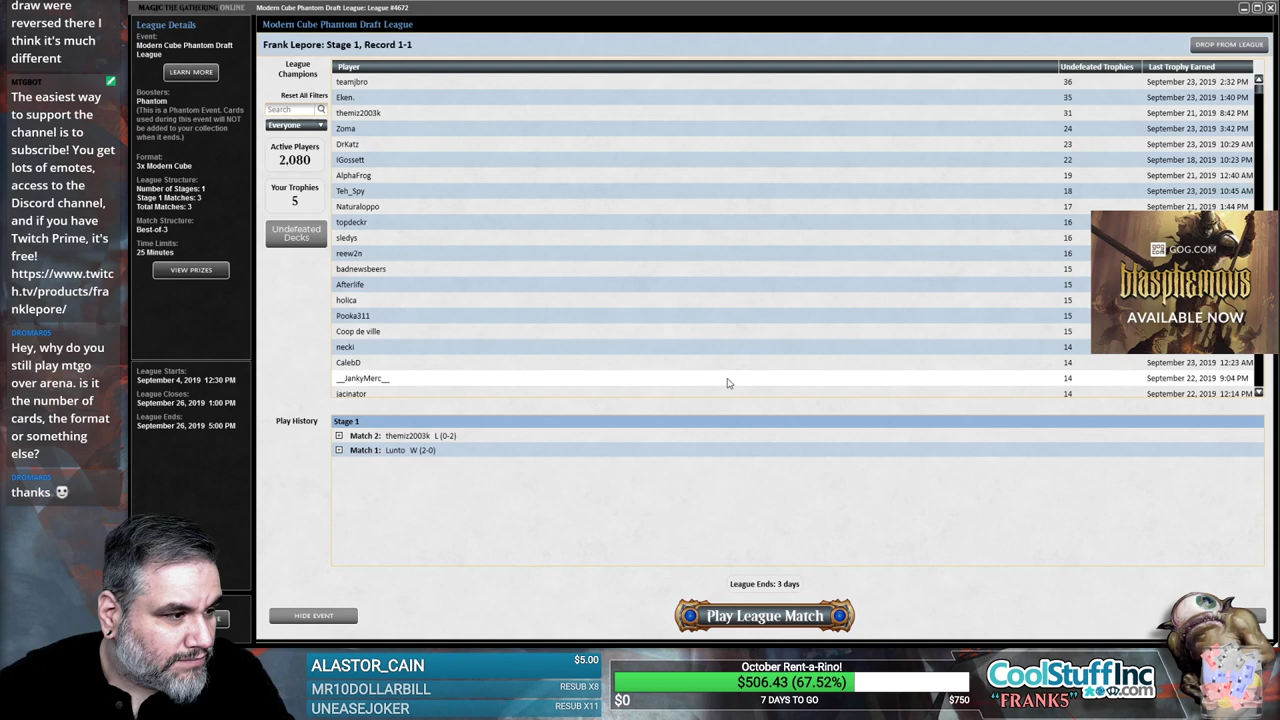 draw were
reversed there I
think it's much
different
MTGBOT
The easiest way
to support the
channel is to
subscribe! You get
lots of emotes,
access to the
Discord channel,
and if you have
Twitch Prime, it's
free!
https://www.twitc
h.tv/products/fra
nklepore/
DROMAR05
Hey, why do you
still play mtgo
over arena. is it
the number of
cards, the format
or something
else?
DROMAR05
thanks
MAGIC THE GATHERING ONLINE
League Details
Event:
Modern Cube Phantom Draft
League
LEARN MORE
Boosters:
Phantom
(This is a Phantom Event. Cards
used during this event will NOT
be added to your collection
when it ends.)
Format:
3x Modern Cube
League Structure:
Number of Stages: 1
Stage 1 Matches: 3
Total Matches: 3
Match Structure:
Best-of-3
Time Limits:
25 Minutes
VIEW PRIZES
League Starts:
September 4, 2019 12:30 PM
League Closes:
September 26, 2019 1:00 PM
League Ends:
September 26, 2019 5:00 PM
Modern Cube Phantom Draft League: League #4672
Modern Cube Phantom Draft League
Frank Lepore: Stage 1, Record 1-1
DROP FROM LEAGUE
League
Champions
Reset All Filters
Search
Everyone
Active Players
2,080
Your Trophies
5
Undefeated
Decks
Player Undefeated Trophies Last Trophy Earned
teamjbro 36 September 23, 2019 2:32 PM
Eken. 35 September 23, 2019 1:40 PM
themiz2003k 31 September 21, 2019 8:42 PM
Zoma 24 September 23, 2019 3:42 PM
DrKatz 23 September 23, 2019 10:29 AM
IGossett 22 September 18, 2019 10:23 PM
AlphaFrog 19 September 21, 2019 12:40 AM
Teh_Spy 18 September 23, 2019 10:45 AM
Naturaloppo 17 September 21, 2019 1:44 PM
topdeckr 16
sledys 16
reew2n 16
badnewsbeers 15
Afterlife 15
holica 15
Pooka311 15
Coop de ville 15
necki 14
CalebD 14 September 23, 2019 12:23 AM
__JankyMerc__ 14 September 22, 2019 9:04 PM
jacinator 14 September 22, 2019 12:14 PM
GOG.COM
blasphemous
AVAILABLE NOW
Play History
Stage 1
Match 2: themiz2003k L (0-2)
Match 1: Lunto W (2-0)
League Ends: 3 days
HIDE EVENT
Play League Match
ALASTOR_CAIN $5.00
MR10DOLLARBILL RESUB X8
UNEASEJOKER RESUB X11
October Rent-a-Rino!
$506.43 (67.52%)
$0 7 DAYS TO GO $750
CoolStuffInc
.com
"FRANK5"